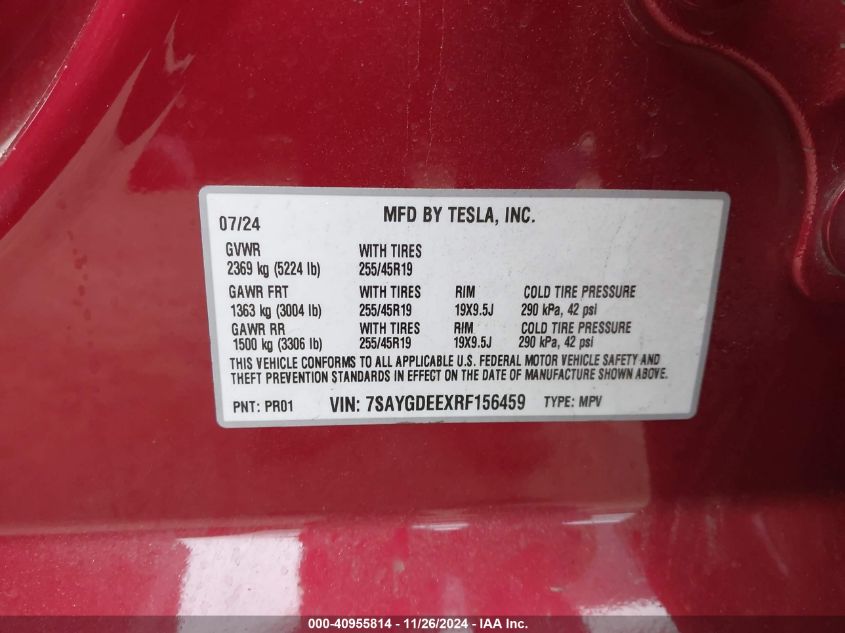 MFD BY TESLA, INC.
07/24
GVWR WITH TIRES
2369 kg (5224 lb) 255/45R19
GAWR FRT WITH TIRES RIM COLD TIRE PRESSURE
1363 kg (3004 lb) 255/45R19 19X9.5J 290 kPa, 42 psi
GAWR RR WITH TIRES RIM COLD TIRE PRESSURE
1500 kg (3306 lb) 255/45R19 19X9.5J 290 kPa, 42 psi
THIS VEHICLE CONFORMS TO ALL APPLICABLE U.S. FEDERAL MOTOR VEHICLE SAFETY AND
THEFT PREVENTION STANDARDS IN EFFECT ON THE DATE OF MANUFACTURE SHOWN ABOVE.
PNT: PR01 VIN: 7SAYGDEEXRF156459 TYPE: MPV
000-40955814 - 11/26/2024 - IAA Inc.